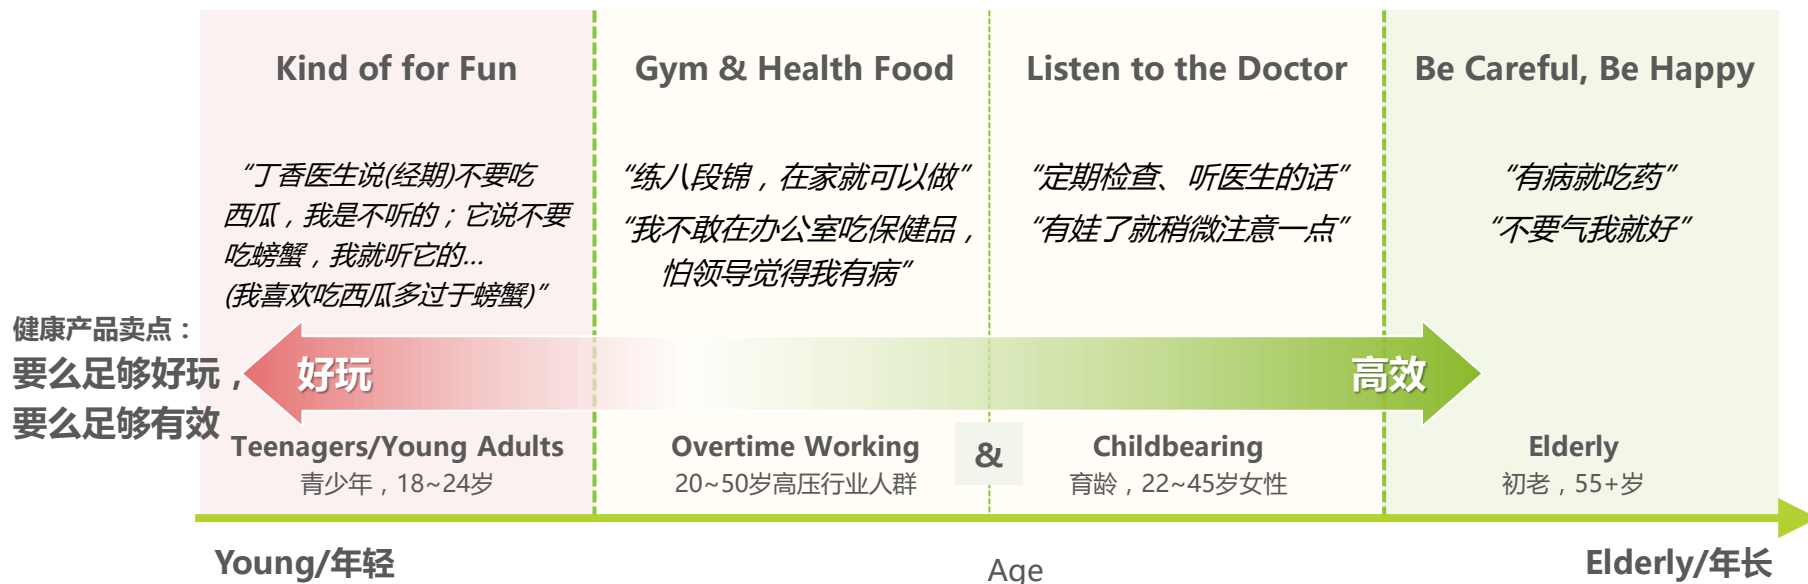 Kind of for Fun
Gym & Health Food
Listen to the Doctor
Be Careful, Be Happy
“丁香医生说(经期)不要吃
西瓜，我是不听的；它说不要
吃螃蟹，我就听它的...
(我喜欢吃西瓜多过于螃蟹)”
“练八段锦，在家就可以做”
“我不敢在办公室吃保健品，
怕领导觉得我有病”
“定期检查、听医生的话”
“有娃了就稍微注意一点”
“有病就吃药”
“不要气我就好”
健康产品卖点：
要么足够好玩，
要么足够有效
好玩
高效
Teenagers/Young Adults
青少年，18~24岁
Overtime Working
20~50岁高压行业人群
&
Childbearing
育龄，22~45岁女性
Elderly
初老，55+岁
Young/年轻
Age
Elderly/年长